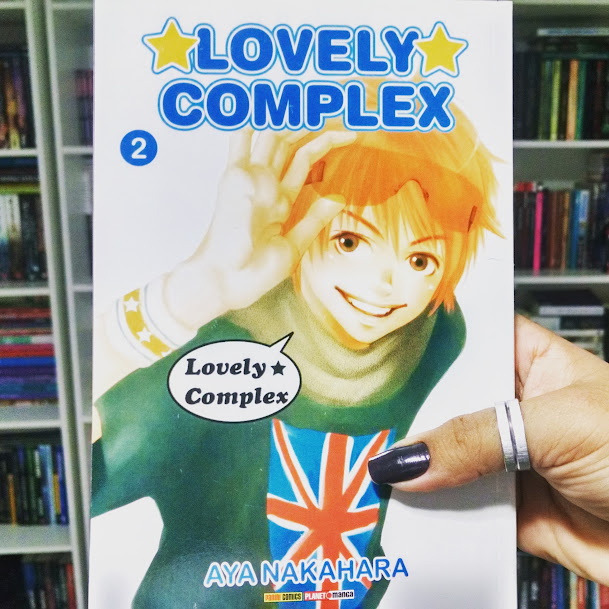 LOVELY
COMPLEX
2
Lovely★
Complex
AYA NAKAHARA
PANINI COMICS PLANET manga